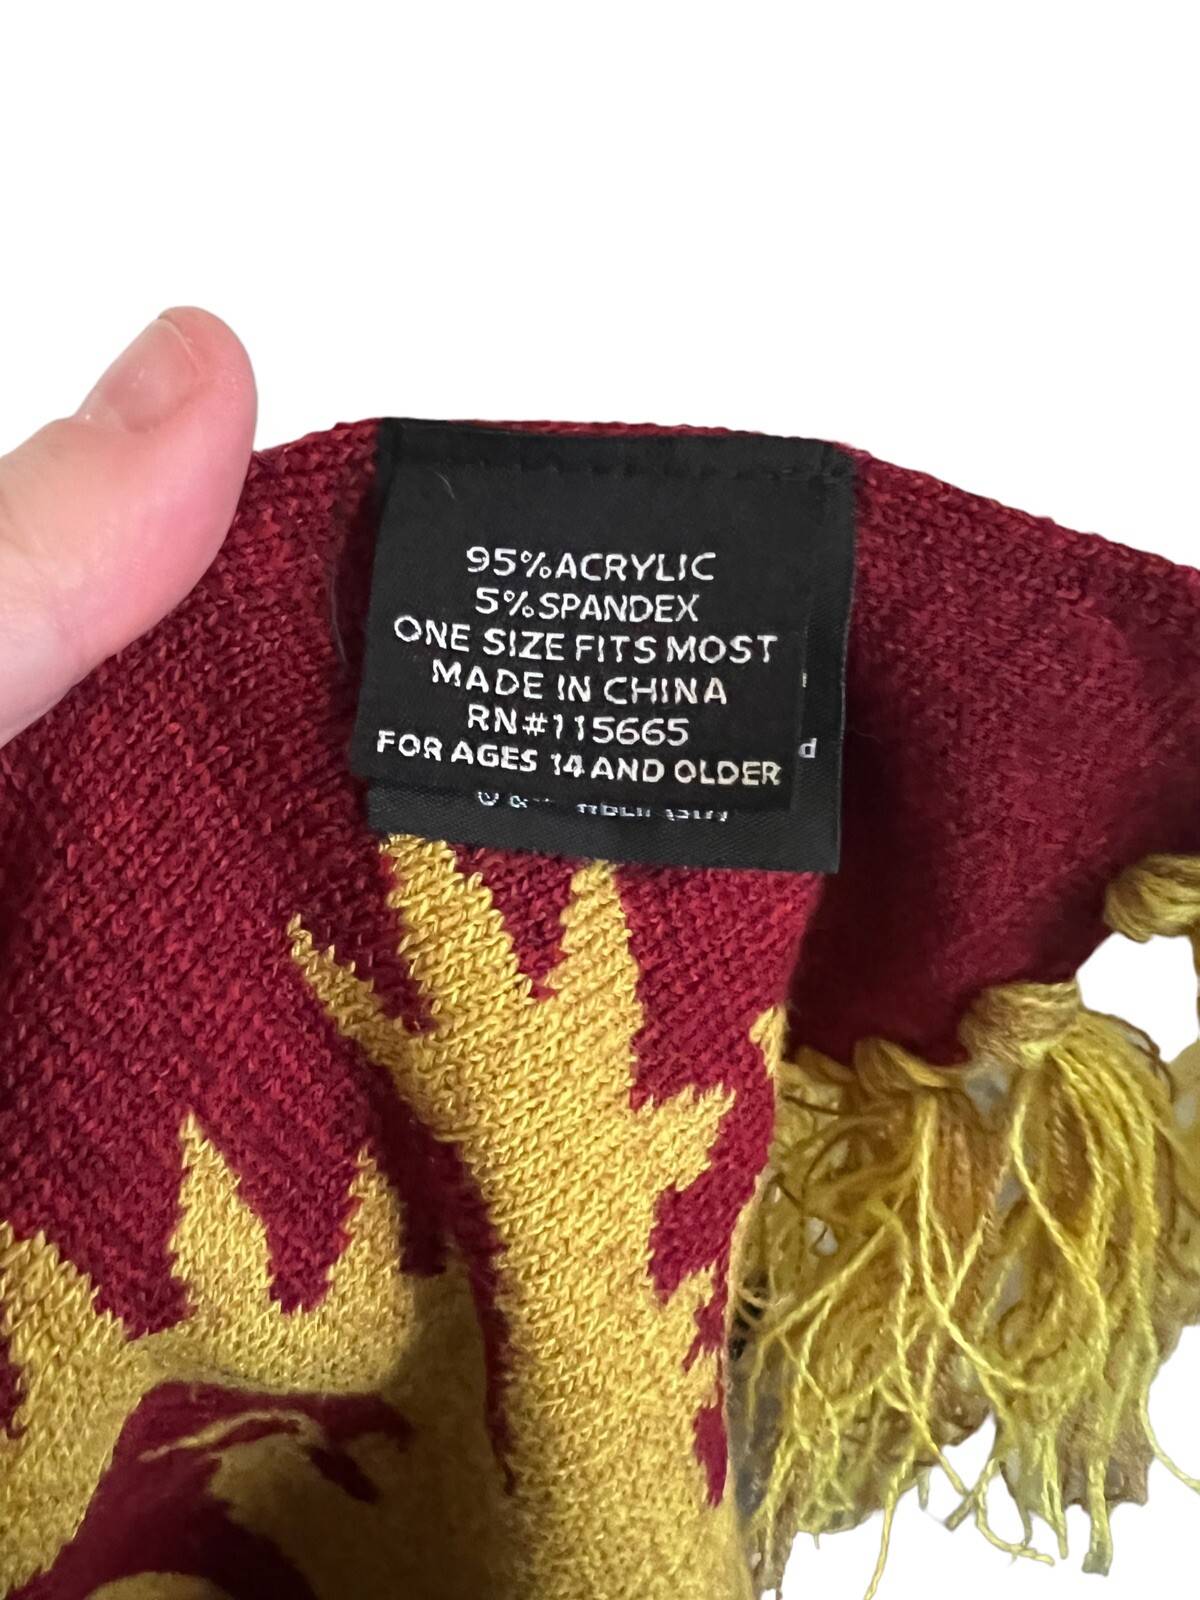 95%ACRYLIC
5%SPANDEX
ONE SIZE FITS MOST
MADE IN CHINA
RN#115665
FOR AGES 14 AND OLDER
d